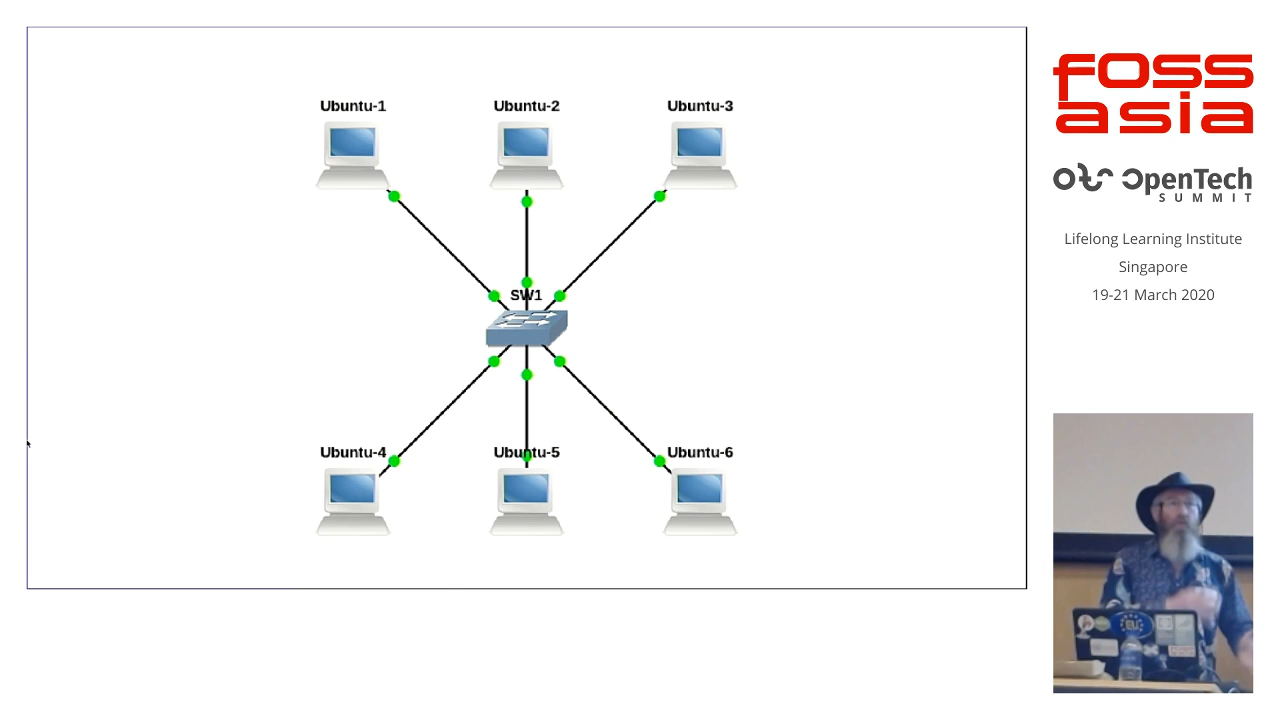 Ubuntu-1
Ubuntu-2
Ubuntu-3
SW1
Ubuntu-4
Ubuntu-5
Ubuntu-6
FOSS
asia
OpenTech
SUMMIT
Lifelong Learning Institute
Singapore
19-21 March 2020
EU